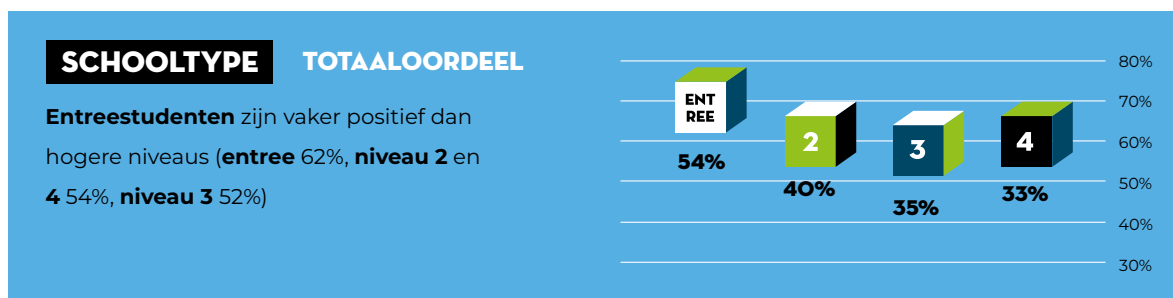 SCHOOLTYPE TOTAALOORDEEL
Entreestudenten zijn vaker positief dan
hogere niveaus (entree 62%, niveau 2 en
4 54%, niveau 3 52%)
ENT
REE
54%
2
40%
3
35%
4
33%
80%
70%
60%
50%
40%
30%